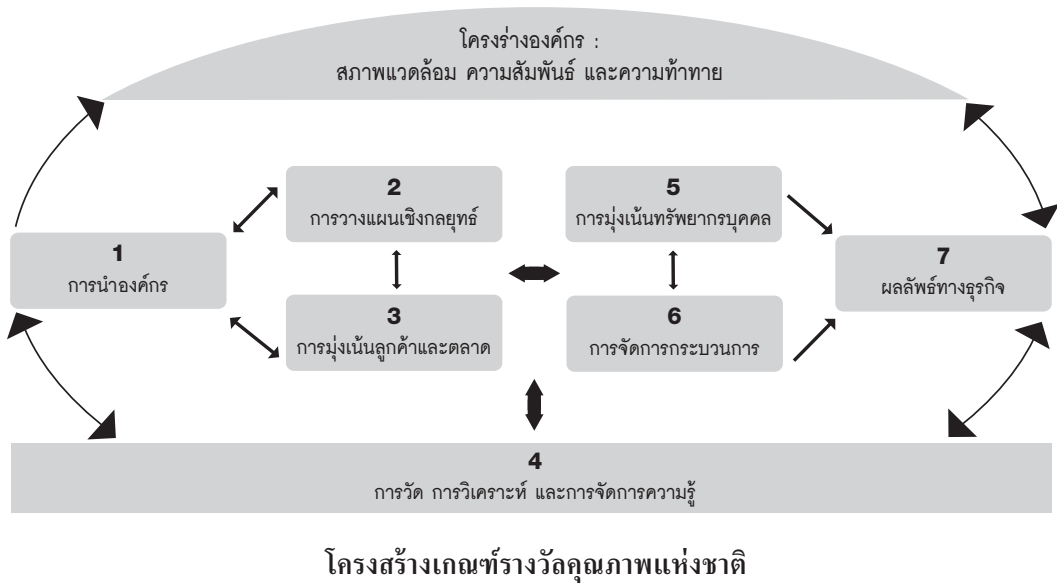 โครงร่างองค์กร :
สภาพแวดล้อม ความสัมพันธ์ และความท้าทาย
1
การนำองค์กร
2
การวางแผนเชิงกลยุทธ์
3
การมุ่งเน้นลูกค้าและตลาด
5
การมุ่งเน้นทรัพยากรบุคคล
6
การจัดการกระบวนการ
7
ผลลัพธ์ทางธุรกิจ
4
การวัด การวิเคราะห์ และการจัดการความรู้
โครงสร้างเกณฑ์รางวัลคุณภาพแห่งชาติ